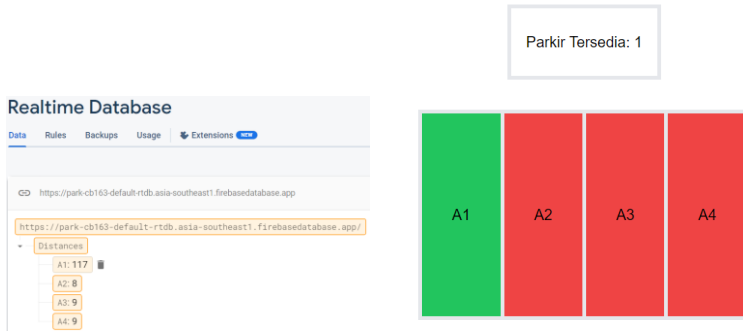 Parkir Tersedia: 1
Realtime Database
Data Rules Backups Usage Extensions NEW
https://park-cb163-default-rtdb.asia-southeast1.firebasedatabase.app
https://park-cb163-default-rtdb.asia-southeast1.firebasedatabase.app/
Distances
A1: 117
A2: 8
A3: 9
A4: 9
A1 A2 A3 A4